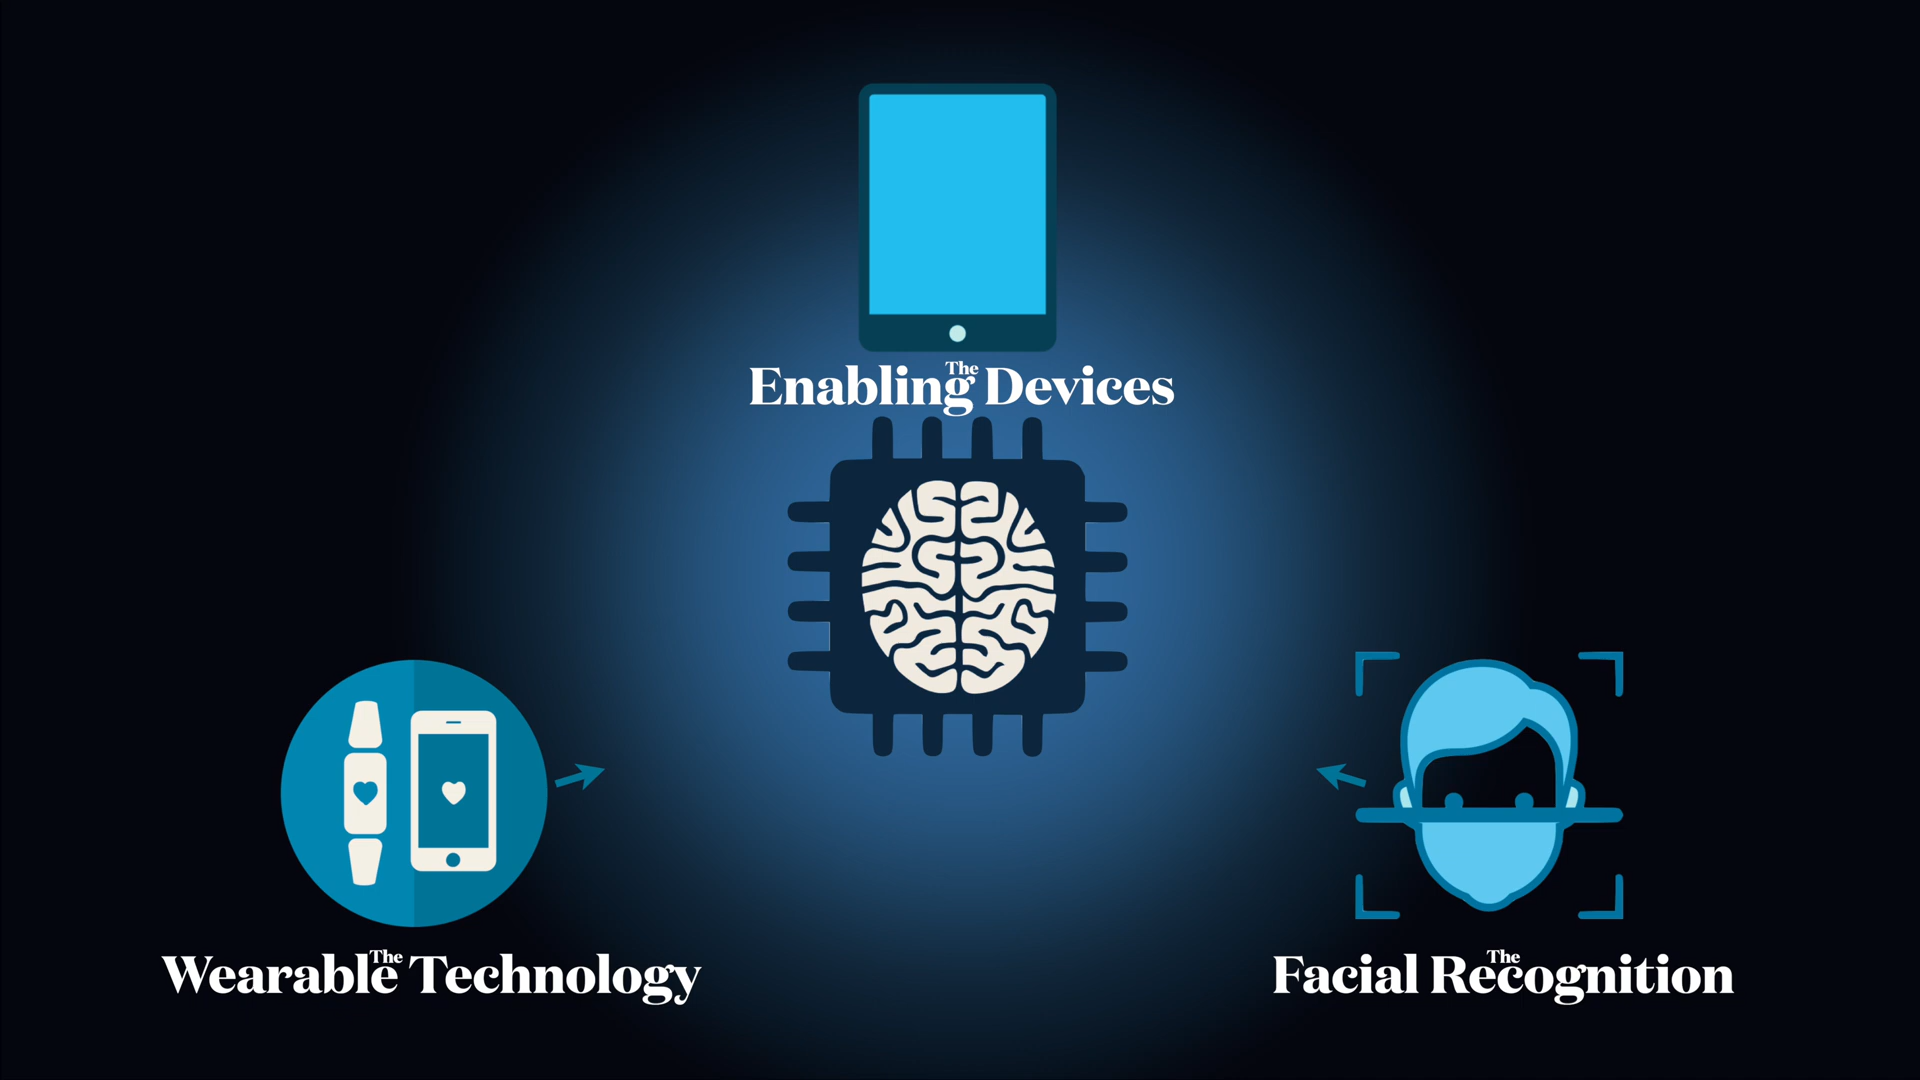 The
Enabling Devices
The
Wearable Technology
The
Facial Recognition